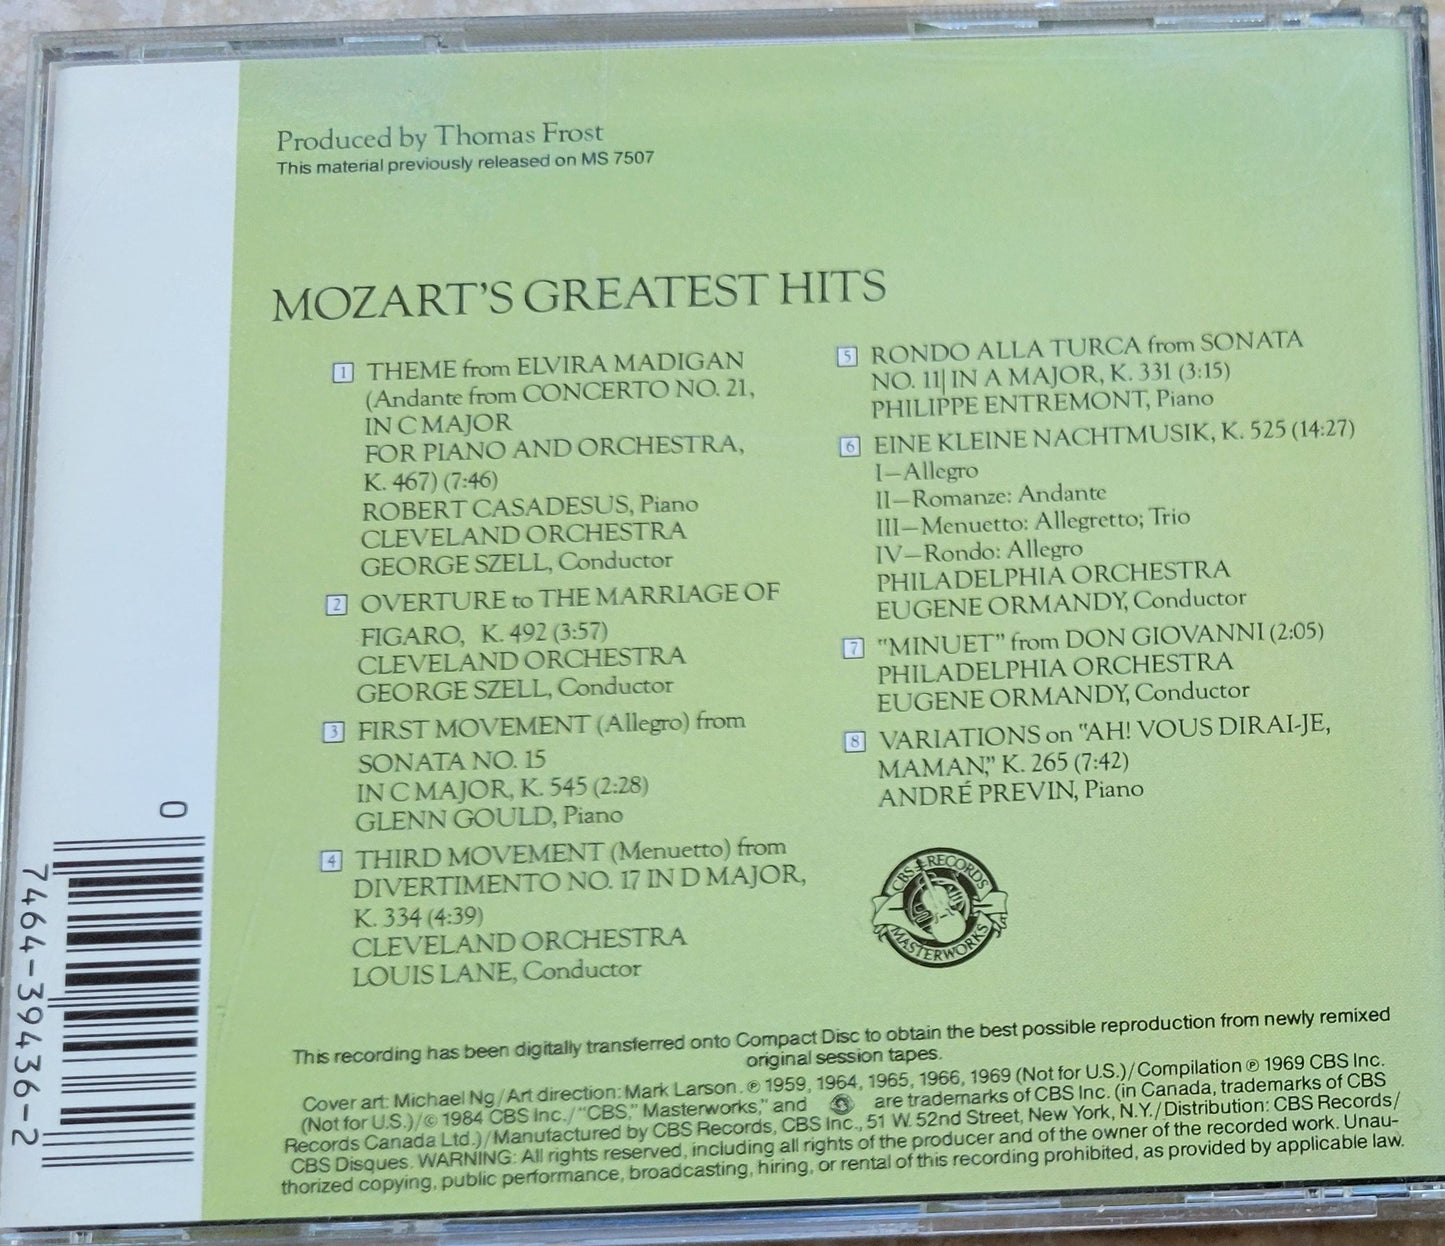 Produced by Thomas Frost
This material previously released on MS 7507
MOZART'S GREATEST HITS
1 THEME from ELVIRA MADIGAN
(Andante from CONCERTO NO. 21,
IN C MAJOR
FOR PIANO AND ORCHESTRA,
K. 467) (7:46)
ROBERT CASADESUS, Piano
CLEVELAND ORCHESTRA
GEORGE SZELL, Conductor
2 OVERTURE to THE MARRIAGE OF
FIGARO, K. 492 (3:57)
CLEVELAND ORCHESTRA
GEORGE SZELL, Conductor
3 FIRST MOVEMENT (Allegro) from
SONATA NO. 15
IN C MAJOR, K. 545 (2:28)
GLENN GOULD, Piano
4 THIRD MOVEMENT (Menuetto) from
DIVERTIMENTO NO. 17 IN D MAJOR,
K. 334 (4:39)
CLEVELAND ORCHESTRA
LOUIS LANE, Conductor
5 RONDO ALLA TURCA from SONATA
NO. 11 IN A MAJOR, K. 331 (3:15)
PHILIPPE ENTREMONT, Piano
6 EINE KLEINE NACHTMUSIK, K. 525 (14:27)
I—Allegro
II—Romanze: Andante
III—Menuetto: Allegretto; Trio
IV—Rondo: Allegro
PHILADELPHIA ORCHESTRA
EUGENE ORMANDY, Conductor
7 "MINUET" from DON GIOVANNI (2:05)
PHILADELPHIA ORCHESTRA
EUGENE ORMANDY, Conductor
8 VARIATIONS on "AH! VOUS DIRAI-JE,
MAMAN," K. 265 (7:42)
ANDRÉ PREVIN, Piano
CBS RECORDS
MASTERWORKS
This recording has been digitally transferred onto Compact Disc to obtain the best possible reproduction from newly remixed
original session tapes.
Cover art: Michael Ng/Art direction: Mark Larson. ℗ 1959, 1964, 1965, 1966, 1969 (Not for U.S.)/Compilation ℗ 1969 CBS Inc.
(Not for U.S.)/© 1984 CBS Inc./"CBS," Masterworks," and are trademarks of CBS Inc. (in Canada, trademarks of CBS
Records Canada Ltd.)/Manufactured by CBS Records, CBS Inc., 51 W. 52nd Street, New York, N.Y./Distribution: CBS Records/
CBS Disques. WARNING: All rights reserved, including all rights of the producer and of the owner of the recorded work. Unau-
thorized copying, public performance, broadcasting, hiring, or rental of this recording prohibited, as provided by applicable law.
0
7464-39436-2